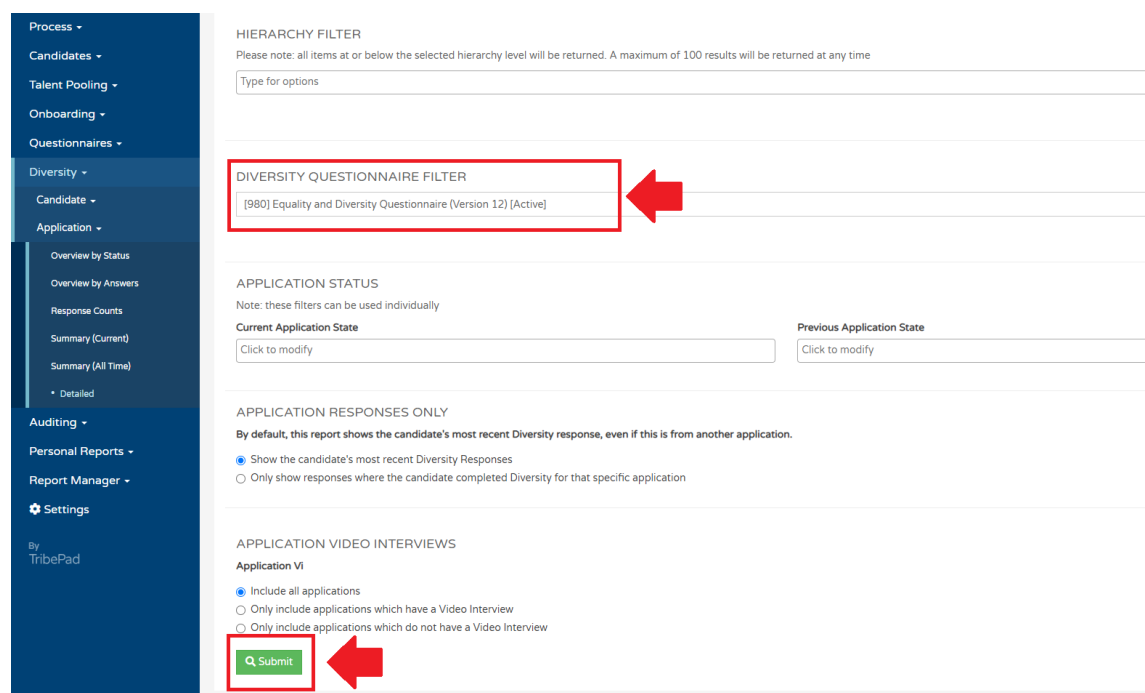 Process
Candidates
Talent Pooling
Onboarding
Questionnaires
Diversity
Candidate
Application
Overview by Status
Overview by Answers
Response Counts
Summary (Current)
Summary (All Time)
• Detailed
Auditing
Personal Reports
Report Manager
Settings
By
TribePad
HIERARCHY FILTER
Please note: all items at or below the selected hierarchy level will be returned. A maximum of 100 results will be returned at any time
Type for options
DIVERSITY QUESTIONNAIRE FILTER
[980] Equality and Diversity Questionnaire (Version 12) [Active]
APPLICATION STATUS
Note: these filters can be used individually
Current Application State
Click to modify
Previous Application State
Click to modify
APPLICATION RESPONSES ONLY
By default, this report shows the candidate's most recent Diversity response, even if this is from another application.
Show the candidate's most recent Diversity Responses
Only show responses where the candidate completed Diversity for that specific application
APPLICATION VIDEO INTERVIEWS
Application Vi
Include all applications
Only include applications which have a Video Interview
Only include applications which do not have a Video Interview
Submit